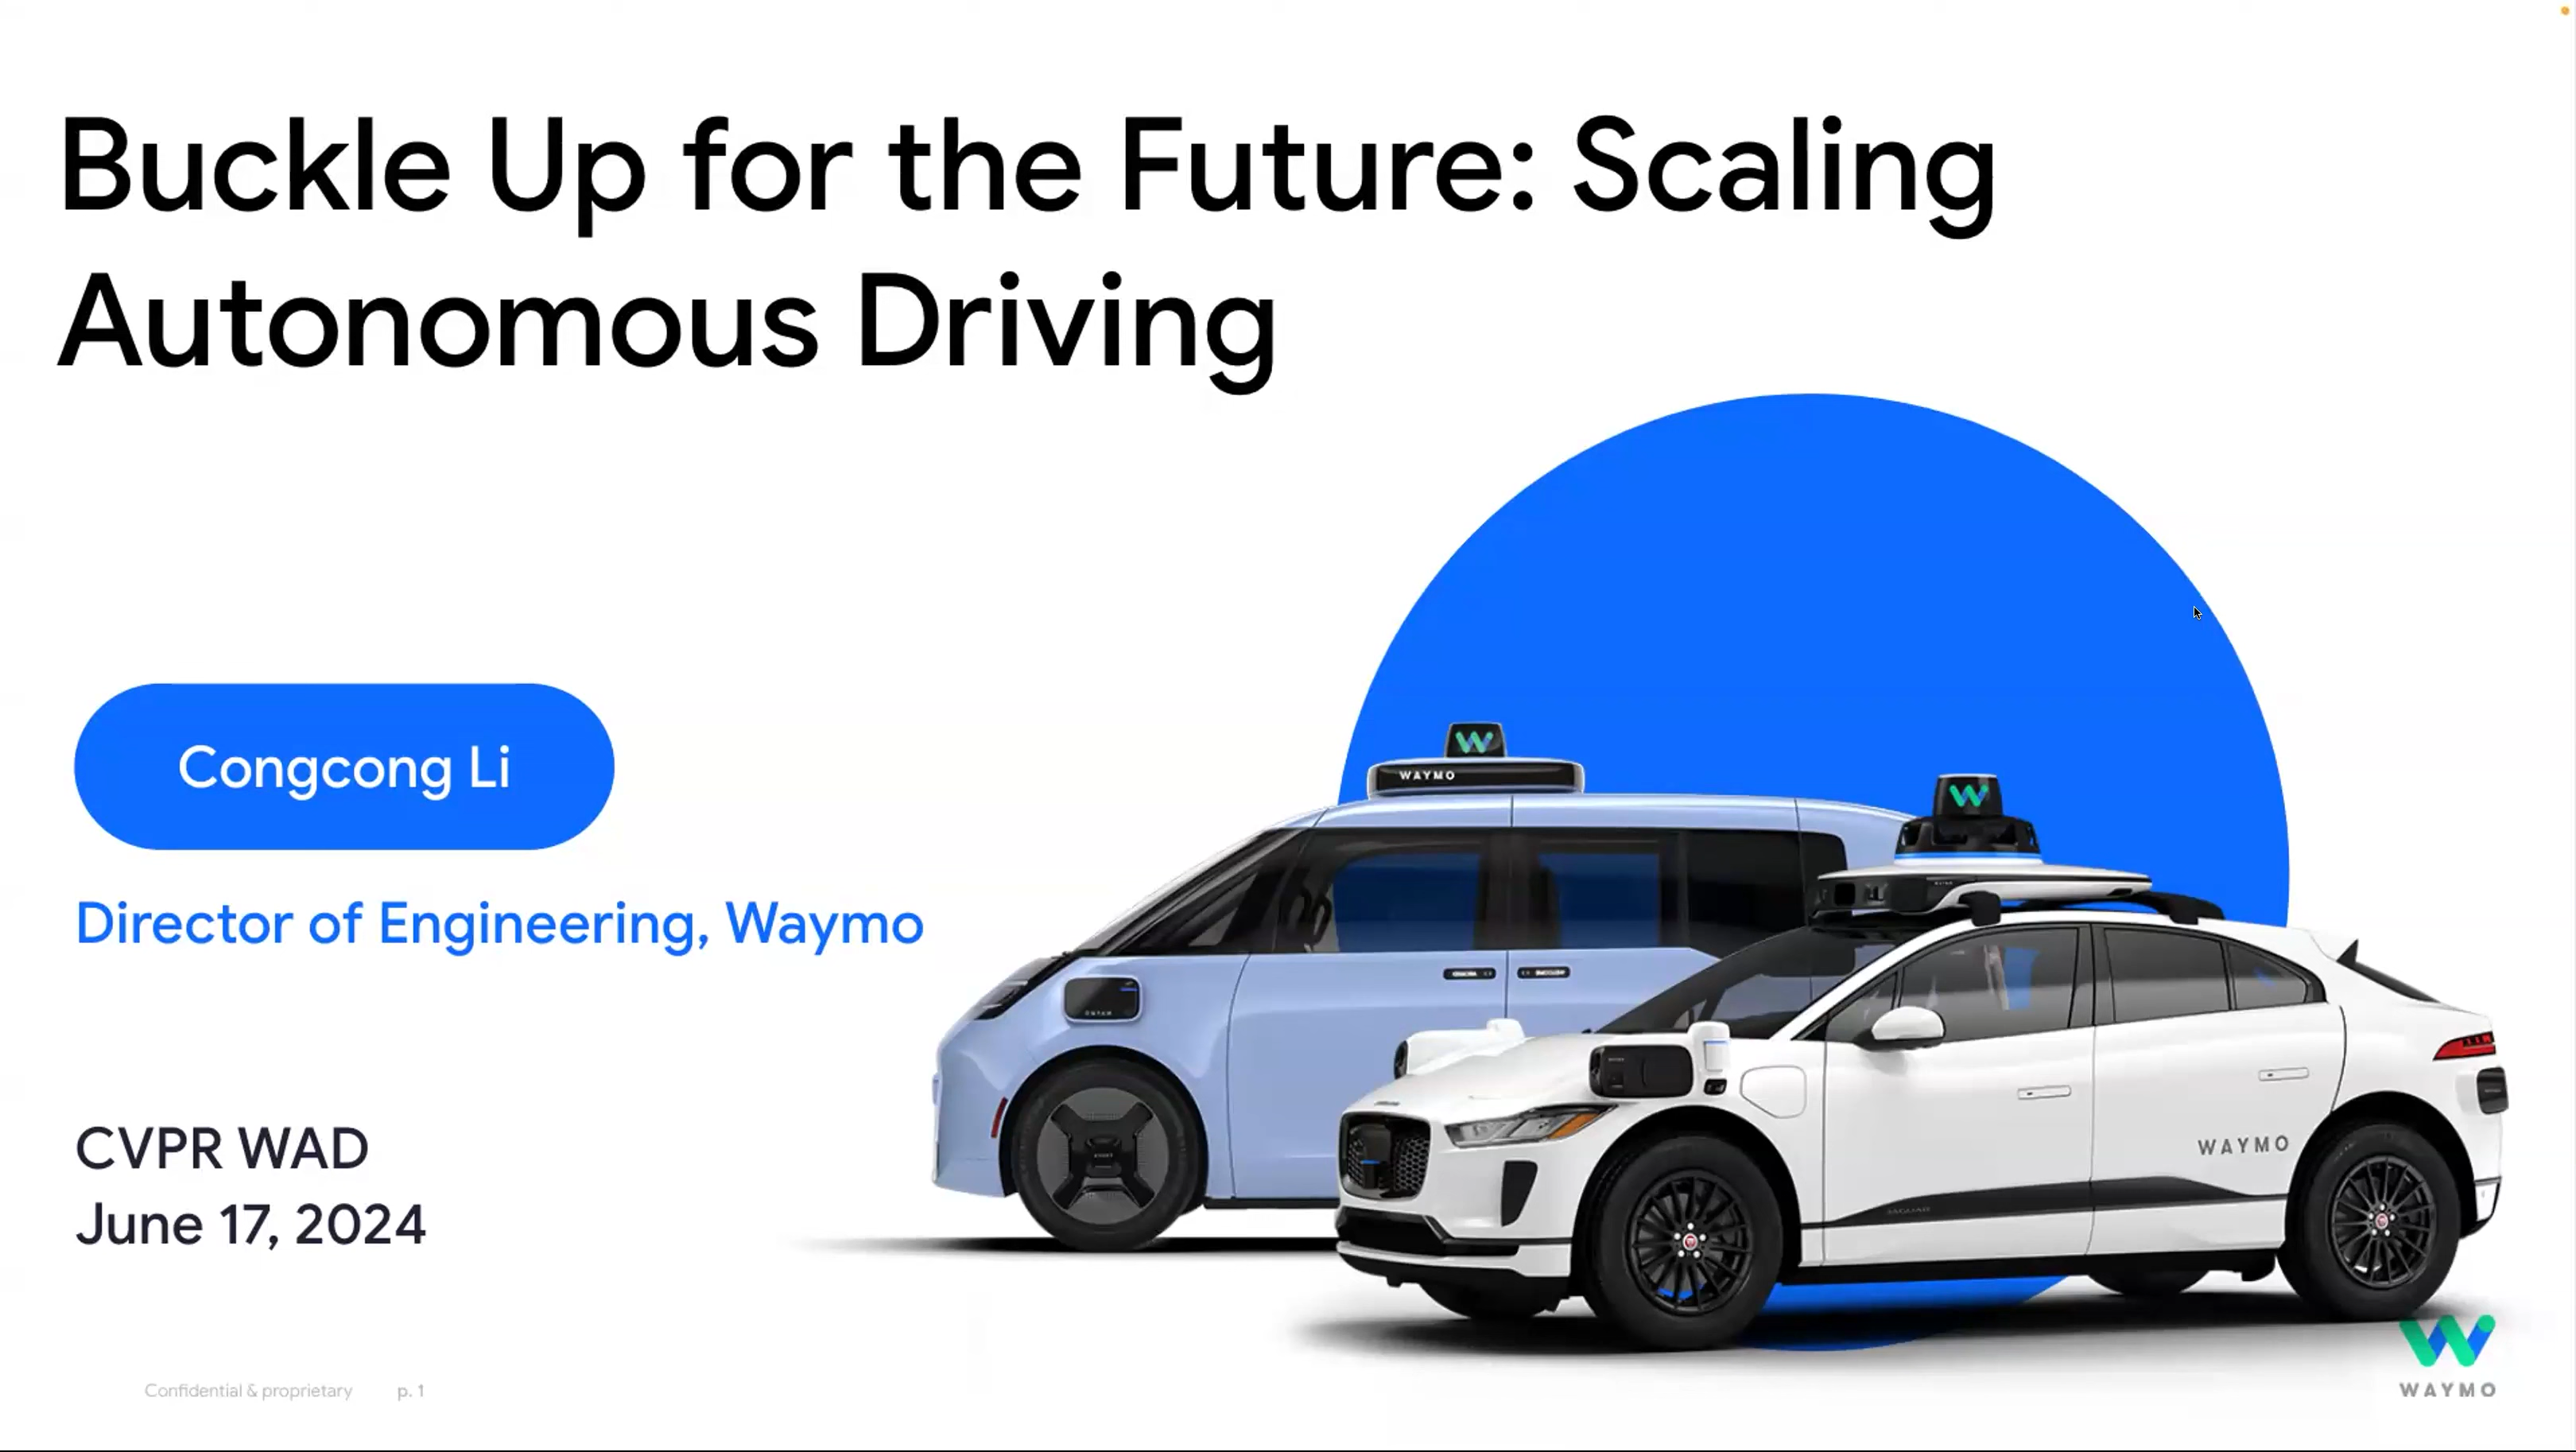 Buckle Up for the Future: Scaling
Autonomous Driving
Congcong Li
Director of Engineering, Waymo
CVPR WAD
June 17, 2024
WAYMO
WAYMO
JAGUAR
Confidential & proprietary p. 1
WAYMO